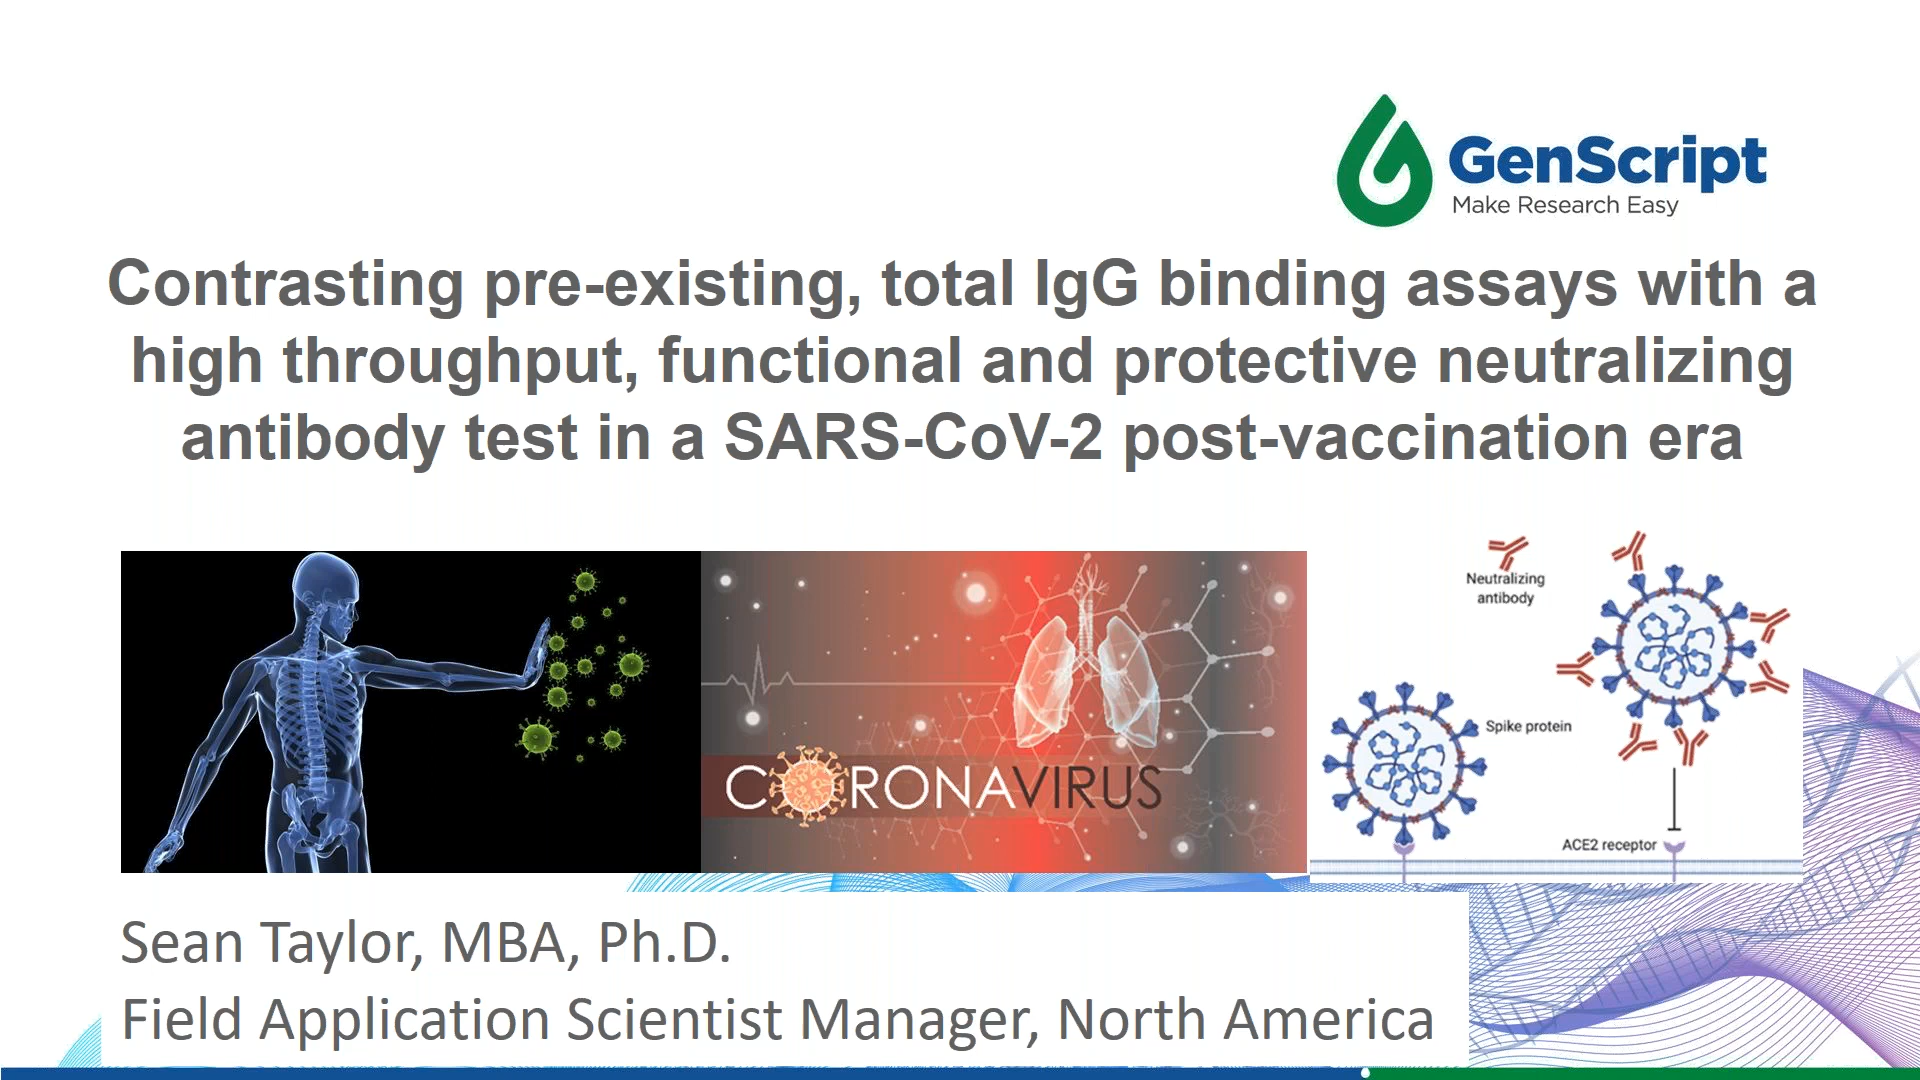 GenScript
Make Research Easy
Contrasting pre-existing, total IgG binding assays with a
high throughput, functional and protective neutralizing
antibody test in a SARS-CoV-2 post-vaccination era
Neutralizing
antibody
Spike protein
ACE2 receptor
CORONAVIRUS
Sean Taylor, MBA, Ph.D.
Field Application Scientist Manager, North America